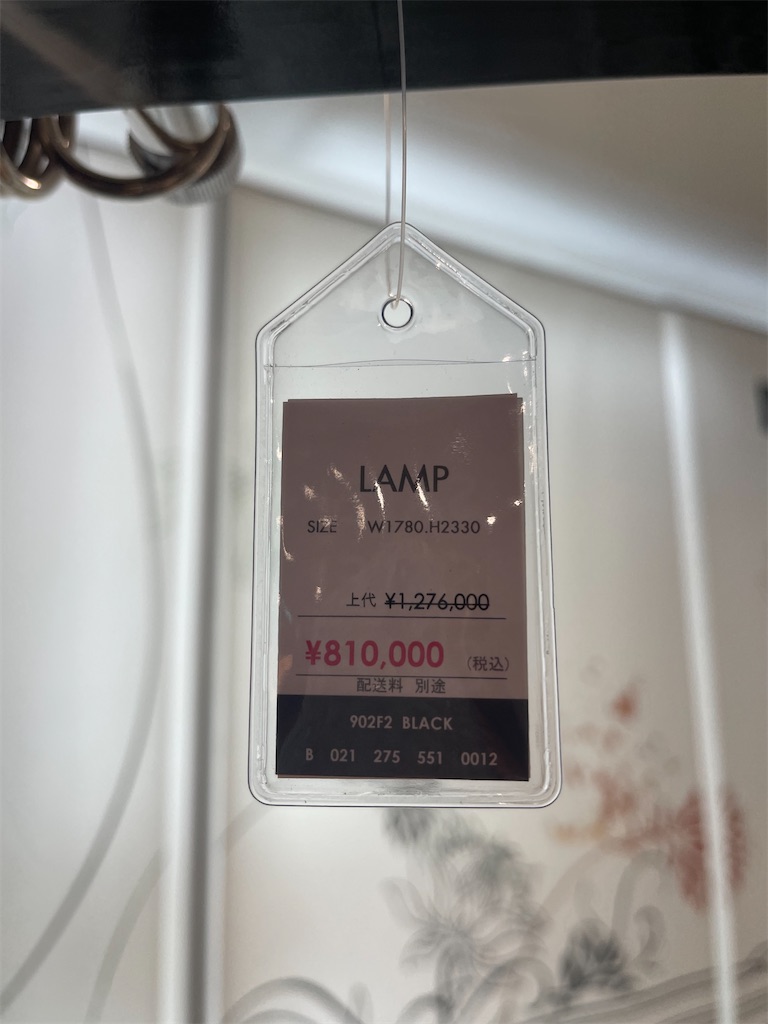 LAMP
SIZE W1780.H2330
上代 ¥1,276,000
¥810,000 (税込)
配送料 別途
902F2 BLACK
B 021 275 551 0012